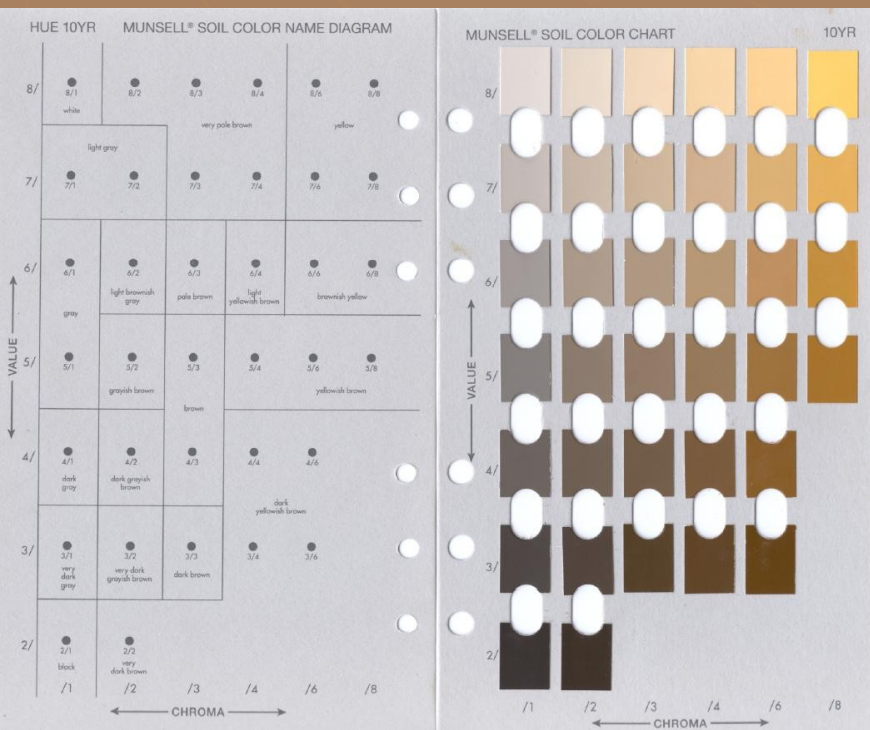 HUE 10YR MUNSELL® SOIL COLOR NAME DIAGRAM
8/ 8/1 8/2 8/3 8/4 8/6 8/8
white
very pale brown yellow
light gray
7/ 7/1 7/2 7/3 7/4 7/6 7/8
6/ 6/1 6/2 6/3 6/4 6/6 6/8
light brownish
gray
pale brown
light
yellowish brown
brownish yellow
gray
VALUE
5/ 5/1 5/2 5/3 5/4 5/6 5/8
grayish brown
yellowish brown
brown
4/ 4/1 4/2 4/3 4/4 4/6
dark
gray
dark grayish
brown
dark
yellowish brown
3/ 3/1 3/2 3/3 3/4 3/6
very
dark
gray
very dark
grayish brown
dark brown
2/ 2/1 2/2
black
very
dark brown
/1 /2 /3 /4 /6 /8
CHROMA
MUNSELL® SOIL COLOR CHART 10YR
8/
7/
6/
VALUE
5/
4/
3/
2/
/1 /2 /3 /4 /6 /8
CHROMA